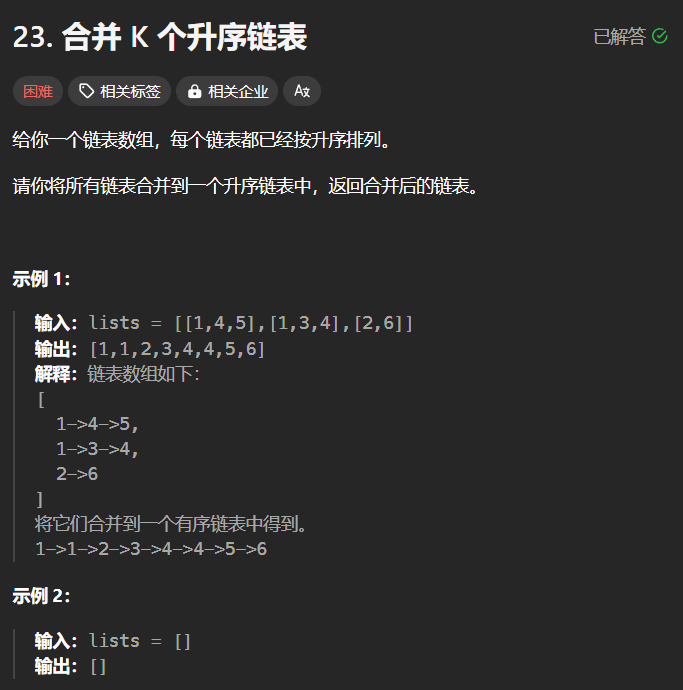 23. 合并 K 个升序链表
已解答
困难 相关标签 相关企业
给你一个链表数组，每个链表都已经按升序排列。
请你将所有链表合并到一个升序链表中，返回合并后的链表。
示例 1：
输入：lists = [[1,4,5],[1,3,4],[2,6]]
输出：[1,1,2,3,4,4,5,6]
解释：链表数组如下：
[
1->4->5,
1->3->4,
2->6
]
将它们合并到一个有序链表中得到。
1->1->2->3->4->4->5->6
示例 2：
输入：lists = []
输出：[]